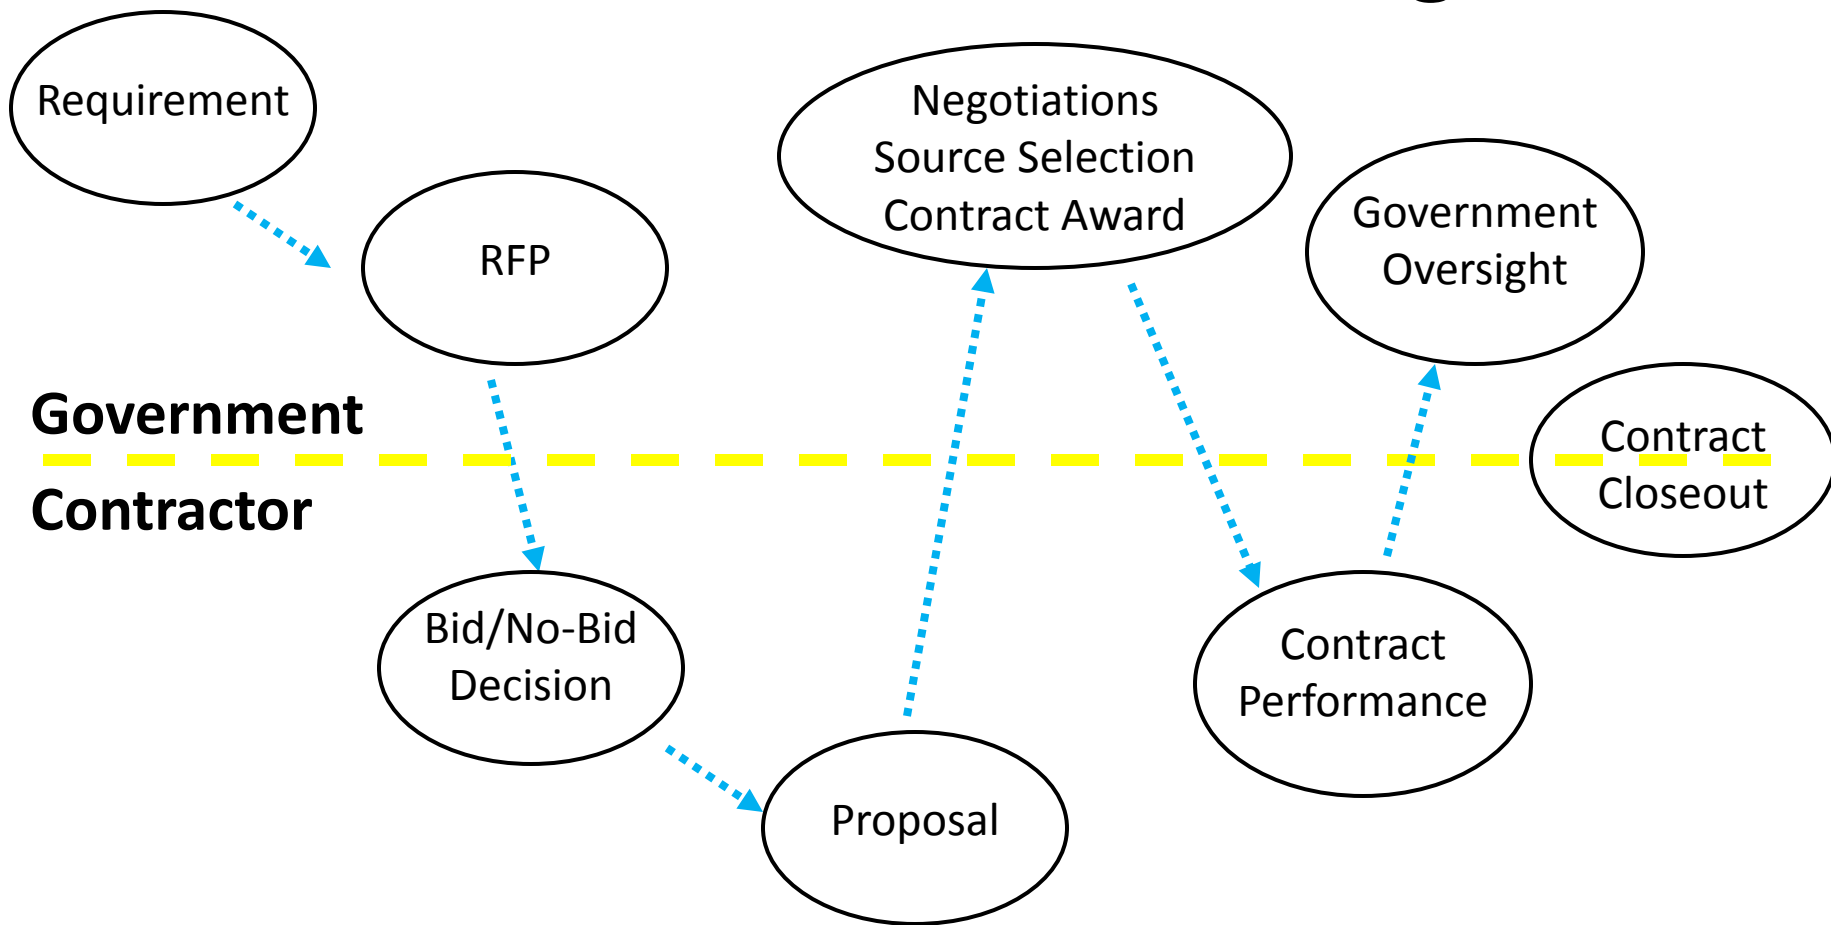 Requirement
RFP
Negotiations
Source Selection
Contract Award
Government
Oversight
Government
Contractor
Contract
Closeout
Bid/No-Bid
Decision
Proposal
Contract
Performance